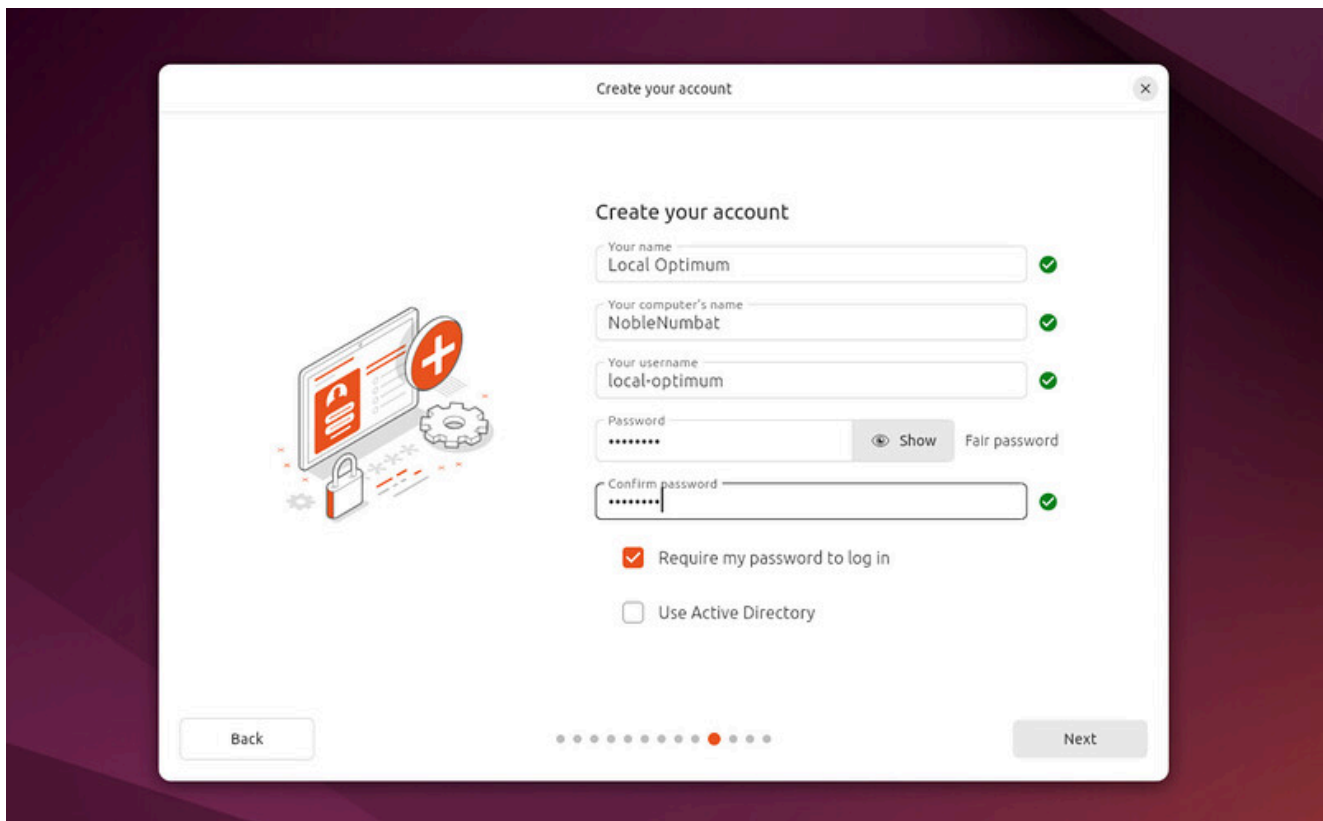 Create your account
Create your account
Your name
Local Optimum
Your computer's name
NobleNumbat
Your username
local-optimum
Password
•••••••• Show Fair password
Confirm password
••••••••
Require my password to log in
Use Active Directory
Back Next